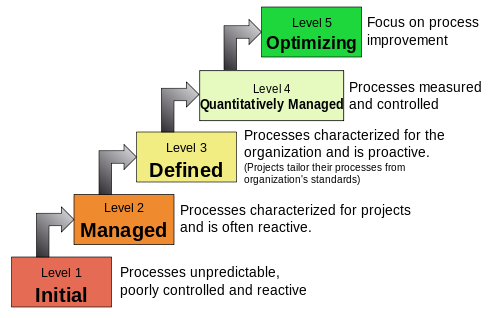 Level 5
Optimizing
Focus on process
improvement
Level 4
Quantitatively Managed
Processes measured
and controlled
Level 3
Defined
Processes characterized for the
organization and is proactive.
(Projects tailor their processes from
organization's standards)
Level 2
Managed
Processes characterized for projects
and is often reactive.
Level 1
Initial
Processes unpredictable,
poorly controlled and reactive